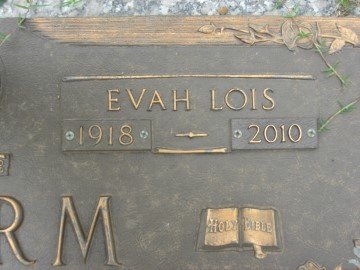 EVAH LOIS
1918 2010
RM
HOLY BIBLE